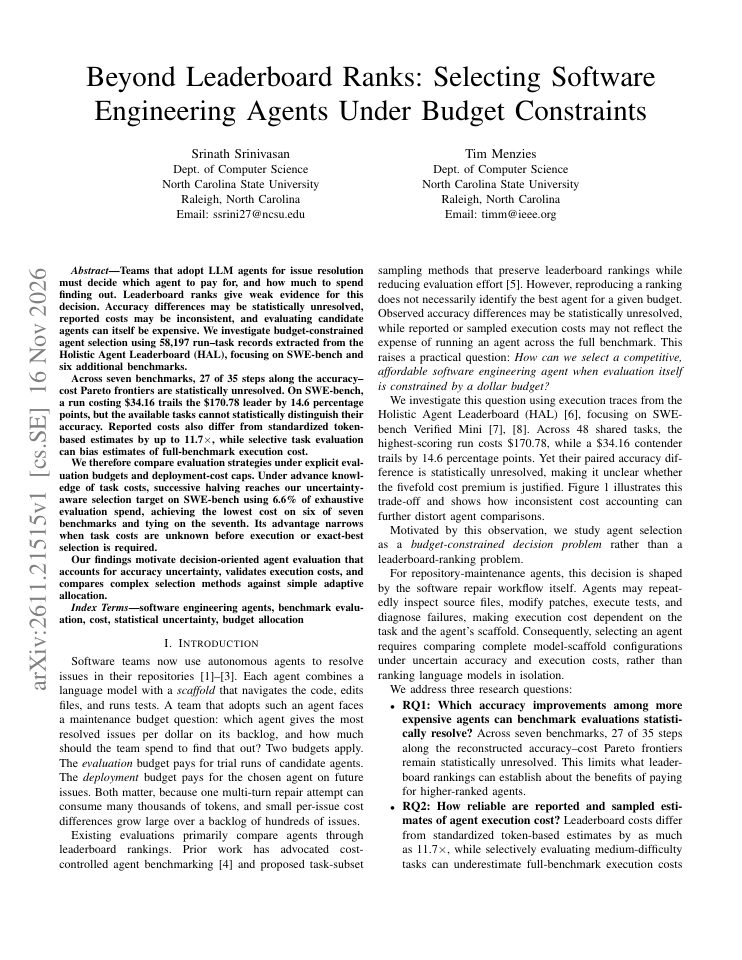 Beyond Leaderboard Ranks: Selecting Software
Engineering Agents Under Budget Constraints
Srinath Srinivasan
Dept. of Computer Science
North Carolina State University
Raleigh, North Carolina
Email: ssrini27@ncsu.edu
Tim Menzies
Dept. of Computer Science
North Carolina State University
Raleigh, North Carolina
Email: timm@ieee.org
arXiv:2611.21515v1 [cs.SE] 16 Nov 2026
Abstract—Teams that adopt LLM agents for issue resolution
must decide which agent to pay for, and how much to spend
finding out. Leaderboard ranks give weak evidence for this
decision. Accuracy differences may be statistically unresolved,
reported costs may be inconsistent, and evaluating candidate
agents can itself be expensive. We investigate budget-constrained
agent selection using 58,197 run–task records extracted from the
Holistic Agent Leaderboard (HAL), focusing on SWE-bench and
six additional benchmarks.
Across seven benchmarks, 27 of 35 steps along the accuracy–
cost Pareto frontiers are statistically unresolved. On SWE-bench,
a run costing $34.16 trails the $170.78 leader by 14.6 percentage
points, but the available tasks cannot statistically distinguish their
accuracy. Reported costs also differ from standardized token-
based estimates by up to 11.7×, while selective task evaluation
can bias estimates of full-benchmark execution cost.
We therefore compare evaluation strategies under explicit eval-
uation budgets and deployment-cost caps. Under advance knowl-
edge of task costs, successive halving reaches our uncertainty-
aware selection target on SWE-bench using 6.6% of exhaustive
evaluation spend, achieving the lowest cost on six of seven
benchmarks and tying on the seventh. Its advantage narrows
when task costs are unknown before execution or exact-best
selection is required.
Our findings motivate decision-oriented agent evaluation that
accounts for accuracy uncertainty, validates execution costs, and
compares complex selection methods against simple adaptive
allocation.
Index Terms—software engineering agents, benchmark evalu-
ation, cost, statistical uncertainty, budget allocation
I. INTRODUCTION
Software teams now use autonomous agents to resolve
issues in their repositories [1]–[3]. Each agent combines a
language model with a scaffold that navigates the code, edits
files, and runs tests. A team that adopts such an agent faces
a maintenance budget question: which agent gives the most
resolved issues per dollar on its backlog, and how much
should the team spend to find that out? Two budgets apply.
The evaluation budget pays for trial runs of candidate agents.
The deployment budget pays for the chosen agent on future
issues. Both matter, because one multi-turn repair attempt can
consume many thousands of tokens, and small per-issue cost
differences grow large over a backlog of hundreds of issues.
Existing evaluations primarily compare agents through
leaderboard rankings. Prior work has advocated cost-
controlled agent benchmarking [4] and proposed task-subset
sampling methods that preserve leaderboard rankings while
reducing evaluation effort [5]. However, reproducing a ranking
does not necessarily identify the best agent for a given budget.
Observed accuracy differences may be statistically unresolved,
while reported or sampled execution costs may not reflect the
expense of running an agent across the full benchmark. This
raises a practical question: How can we select a competitive,
affordable software engineering agent when evaluation itself
is constrained by a dollar budget?
We investigate this question using execution traces from the
Holistic Agent Leaderboard (HAL) [6], focusing on SWE-
bench Verified Mini [7], [8]. Across 48 shared tasks, the
highest-scoring run costs $170.78, while a $34.16 contender
trails by 14.6 percentage points. Yet their paired accuracy dif-
ference is statistically unresolved, making it unclear whether
the fivefold cost premium is justified. Figure 1 illustrates this
trade-off and shows how inconsistent cost accounting can
further distort agent comparisons.
Motivated by this observation, we study agent selection
as a budget-constrained decision problem rather than a
leaderboard-ranking problem.
For repository-maintenance agents, this decision is shaped
by the software repair workflow itself. Agents may repeat-
edly inspect source files, modify patches, execute tests, and
diagnose failures, making execution cost dependent on the
task and the agent's scaffold. Consequently, selecting an agent
requires comparing complete model-scaffold configurations
under uncertain accuracy and execution costs, rather than
ranking language models in isolation.
We address three research questions:
• RQ1: Which accuracy improvements among more
expensive agents can benchmark evaluations statisti-
cally resolve? Across seven benchmarks, 27 of 35 steps
along the reconstructed accuracy–cost Pareto frontiers
remain statistically unresolved. This limits what leader-
board rankings can establish about the benefits of paying
for higher-ranked agents.
• RQ2: How reliable are reported and sampled esti-
mates of agent execution cost? Leaderboard costs differ
from standardized token-based estimates by as much
as 11.7×, while selectively evaluating medium-difficulty
tasks can underestimate full-benchmark execution costs